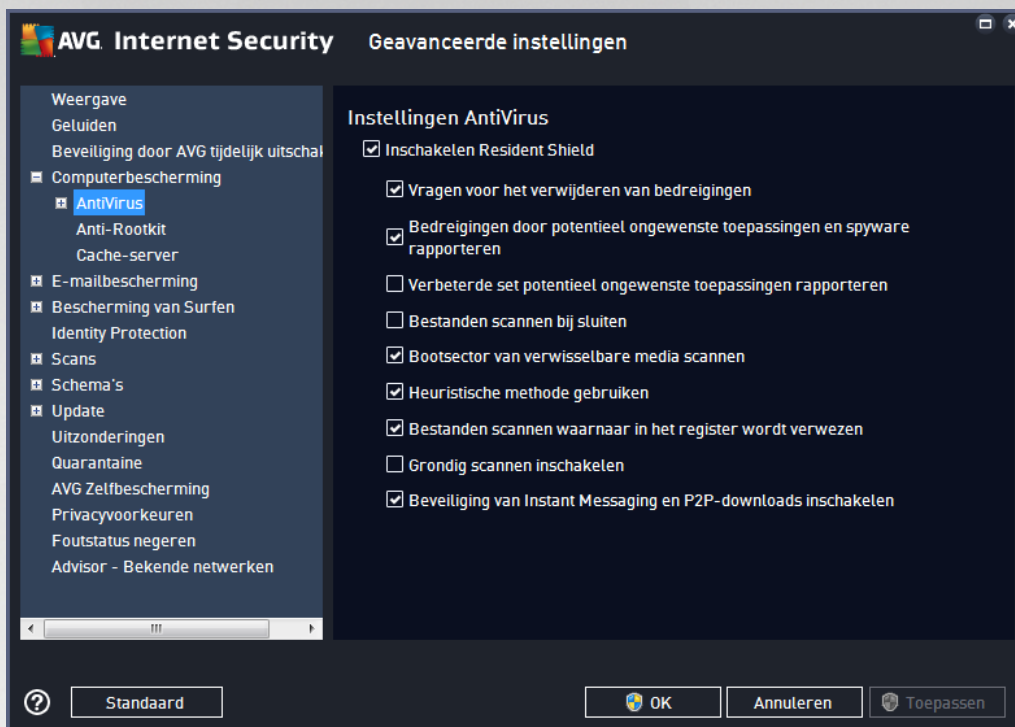 AVG. Internet Security
Geavanceerde instellingen
Weergave
Geluiden
Beveiliging door AVG tijdelijk uitschak
Computerbescherming
AntiVirus
Anti-Rootkit
Cache-server
E-mailbescherming
Bescherming van Surfen
Identity Protection
Scans
Schema's
Update
Uitzonderingen
Quarantaine
AVG Zelfbescherming
Privacyvoorkeuren
Foutstatus negeren
Advisor - Bekende netwerken
Instellingen AntiVirus
Inschakelen Resident Shield
Vragen voor het verwijderen van bedreigingen
Bedreigingen door potentieel ongewenste toepassingen en spyware
rapporteren
Verbeterde set potentieel ongewenste toepassingen rapporteren
Bestanden scannen bij sluiten
Bootsector van verwisselbare media scannen
Heuristische methode gebruiken
Bestanden scannen waarnaar in het register wordt verwezen
Grondig scannen inschakelen
Beveiliging van Instant Messaging en P2P-downloads inschakelen
?
Standaard
OK
Annuleren
Toepassen